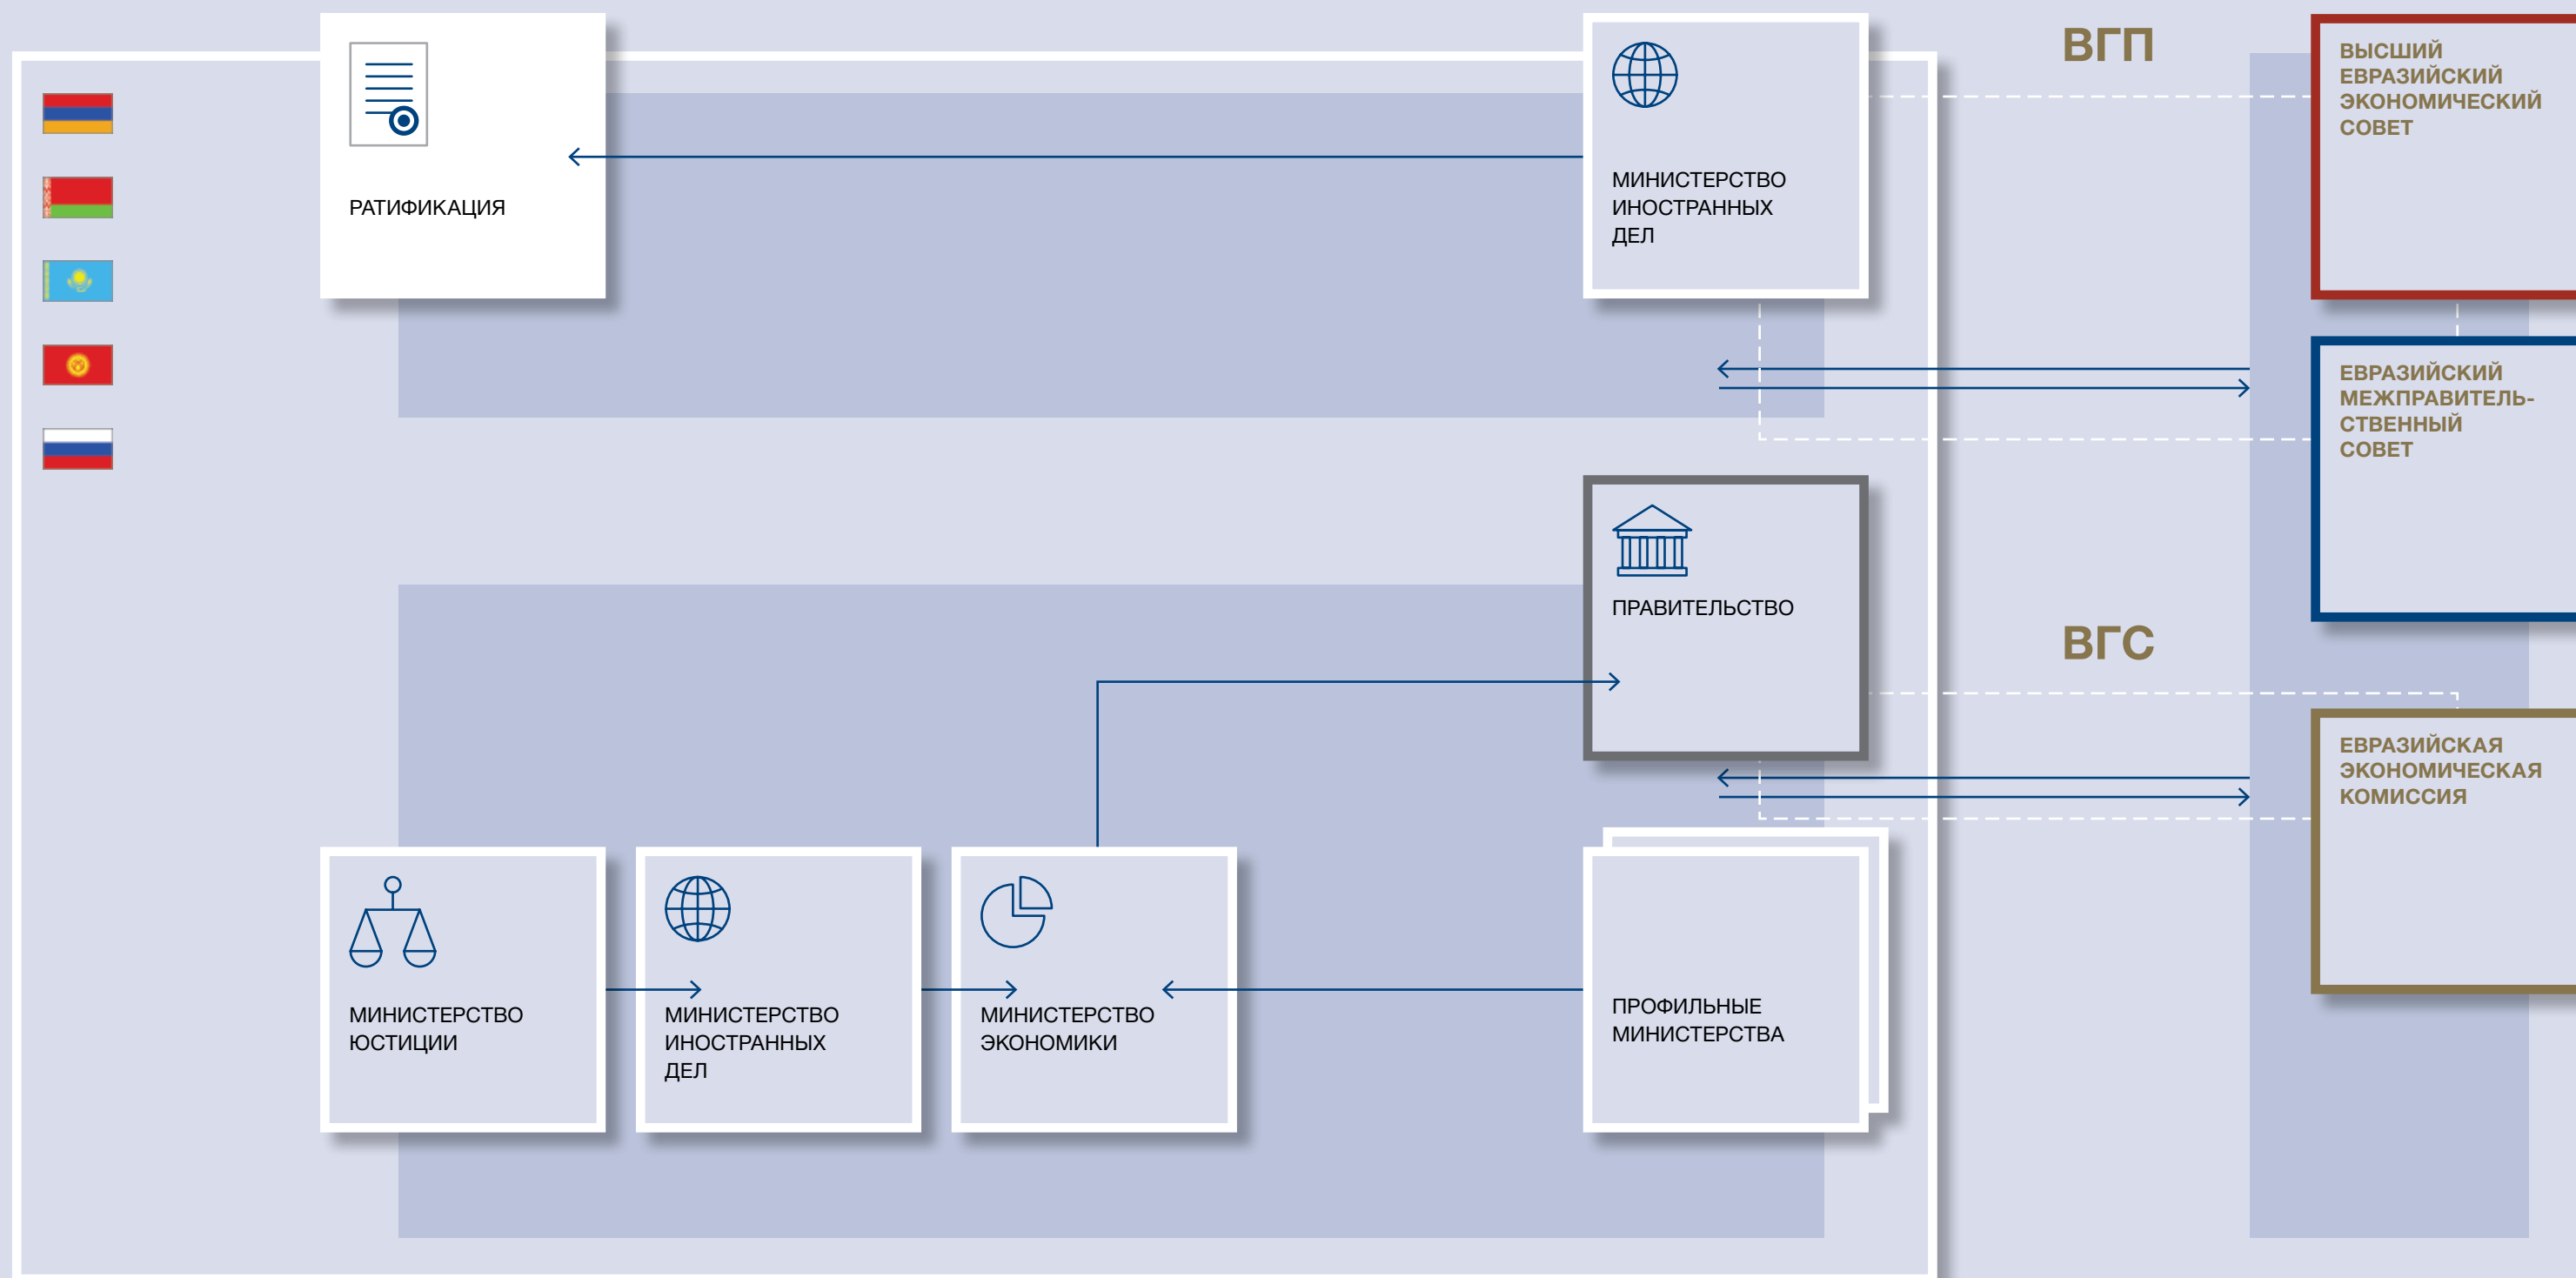 ВГП
ВЫСШИЙ
ЕВРАЗИЙСКИЙ
ЭКОНОМИЧЕСКИЙ
СОВЕТ
РАТИФИКАЦИЯ
МИНИСТЕРСТВО
ИНОСТРАННЫХ
ДЕЛ
ЕВРАЗИЙСКИЙ
МЕЖПРАВИТЕЛЬ-
СТВЕННЫЙ
СОВЕТ
ПРАВИТЕЛЬСТВО
ВГС
ЕВРАЗИЙСКАЯ
ЭКОНОМИЧЕСКАЯ
КОМИССИЯ
МИНИСТЕРСТВО
ЮСТИЦИИ
МИНИСТЕРСТВО
ИНОСТРАННЫХ
ДЕЛ
МИНИСТЕРСТВО
ЭКОНОМИКИ
ПРОФИЛЬНЫЕ
МИНИСТЕРСТВА